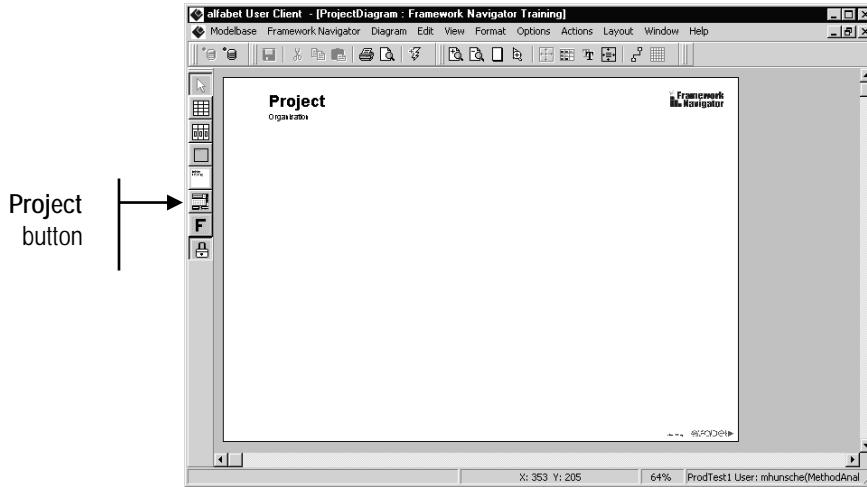 alfabet User Client - [ProjectDiagram : Framework Navigator Training]
Modelbase Framework Navigator Diagram Edit View Format Options Actions Layout Window Help
Project
Organisation
Framework
Navigator
Project
button
F
alfabet
X: 353 Y: 205
64%
ProdTest1 User: mhunsche(MethodAnal